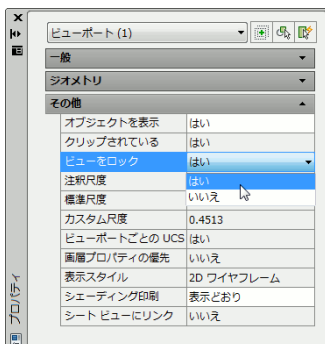 ビューポート (1)
一般
ジオメトリ
その他
オブジェクトを表示 はい
クリップされている はい
ビューをロック はい
注釈尺度 はい
標準尺度 いいえ
カスタム尺度 0.4513
ビューポートごとの UCS はい
画層プロパティの優先 いいえ
表示スタイル 2D ワイヤフレーム
シェーディング印刷 表示どおり
シート ビューにリンク いいえ
プロパティ